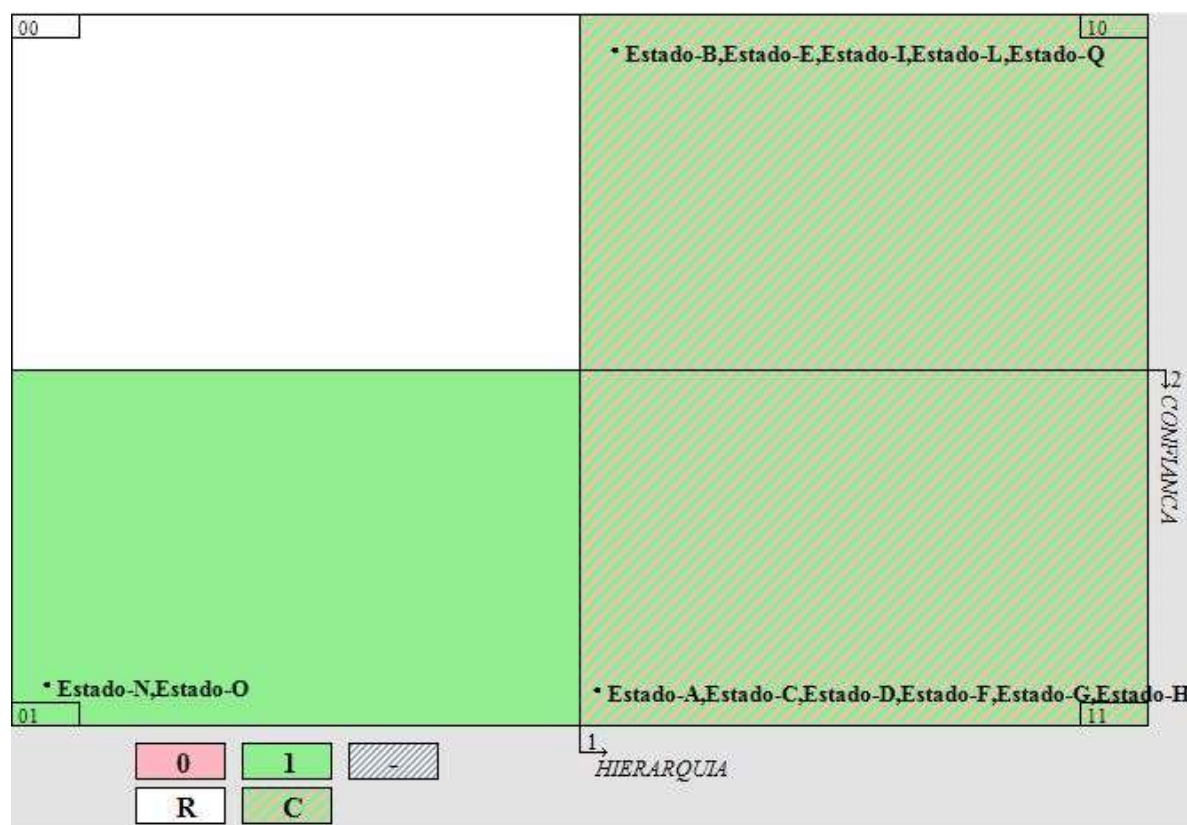 00
10
Estado-B,Estado-E,Estado-I,Estado-L,Estado-Q
2
CONFIANCA
Estado-N,Estado-O
Estado-A,Estado-C,Estado-D,Estado-F,Estado-G,Estado-H
01
11
1
HIERARQUIA
0 1 -
R C